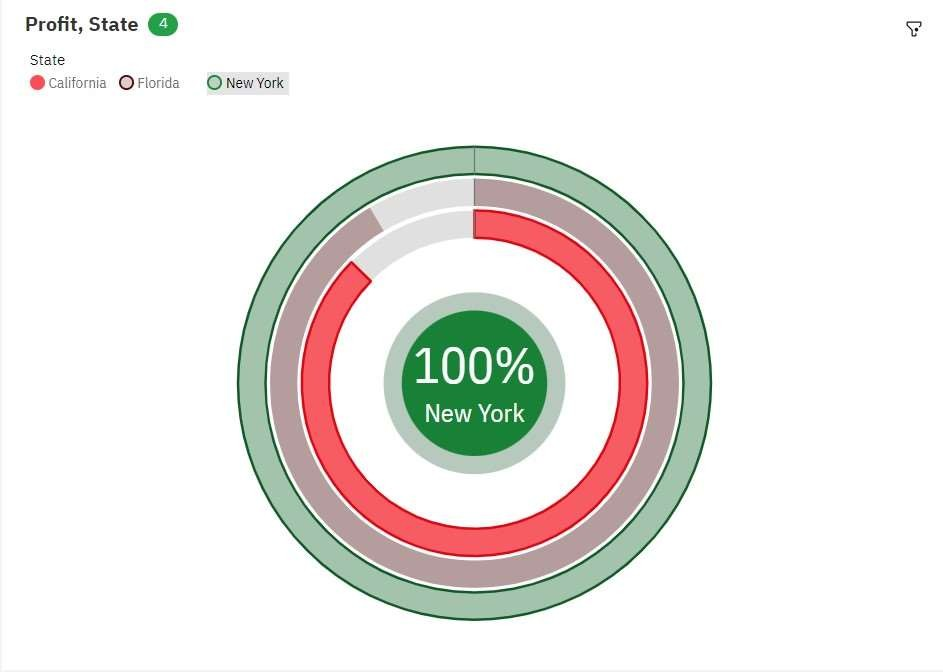 Profit, State 4
State
California Florida New York
100%
New York